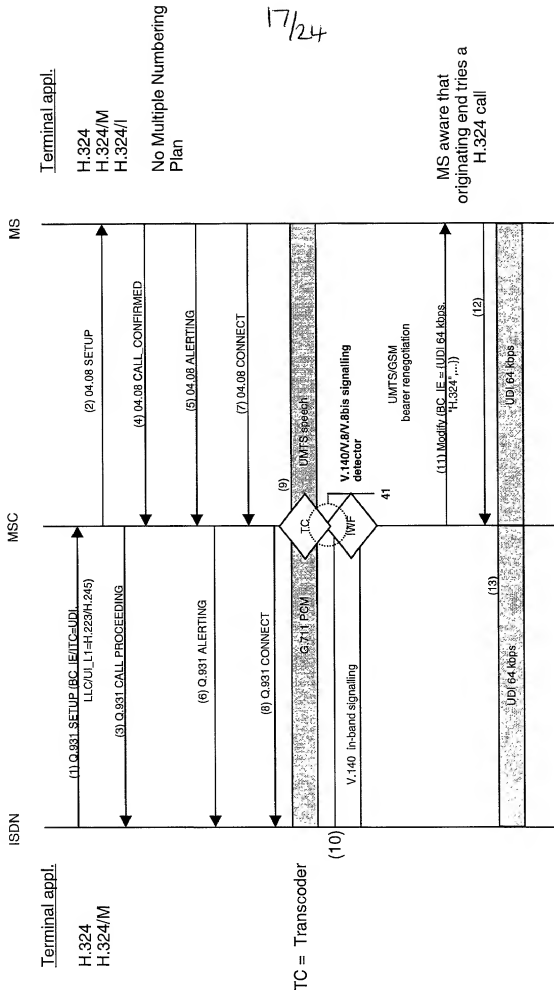 17/24
ISDN
MSC
MS
Terminal appl.
H.324
H.324/M
Terminal appl.
H.324
H.324/M
H.324/I
No Multiple Numbering
Plan
(1) Q.931 SETUP (BC_IE/ITC=UDI,
LLC/UI_L1=H.223/H.245)
(2) 04.08 SETUP
(3) Q.931 CALL PROCEEDING
(4) 04.08 CALL_CONFIRMED
(5) 04.08 ALERTING
(6) Q.931 ALERTING
(7) 04.08 CONNECT
(8) Q.931 CONNECT
(9)
G.711 PCM
TC
UMTS speech
TC = Transcoder
(10)
V.140 in-band signalling
IWF
V.140/V.8/V.8bis signalling
detector
41
UMTS/GSM
bearer renegotiation
(11) Modify (BC_IE = (UDI 64 kbps,
"H.324",...))
MS aware that
originating end tries a
H.324 call
(12)
(13)
UDI 64 kbps
UDI 64 kbps